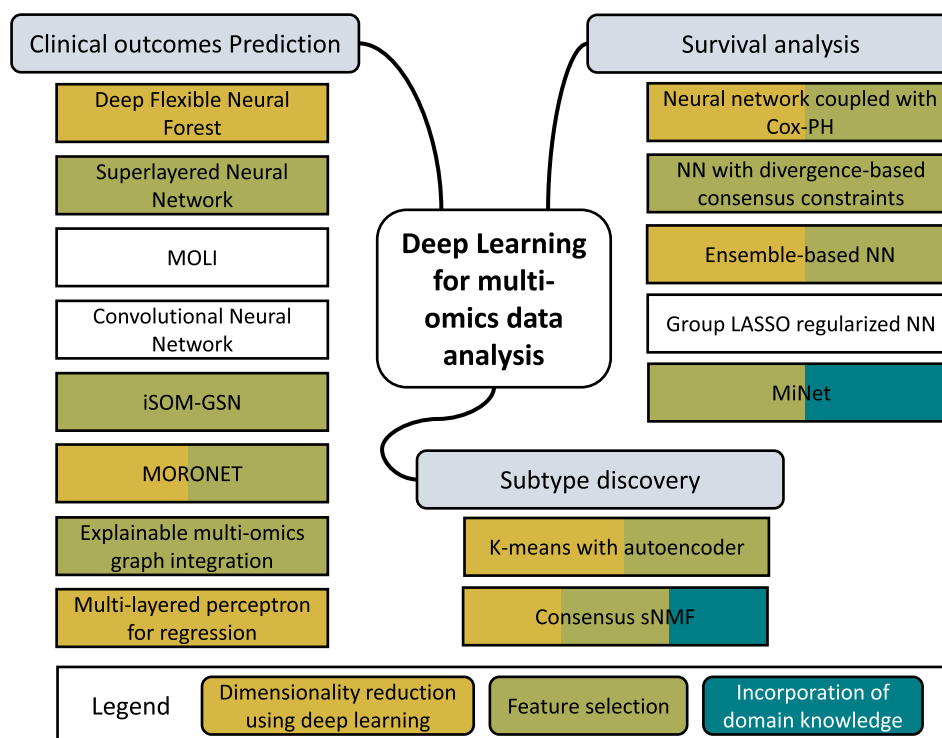 Clinical outcomes Prediction
Deep Flexible Neural
Forest
Superlayered Neural
Network
MOLI
Convolutional Neural
Network
iSOM-GSN
MORONET
Explainable multi-omics
graph integration
Multi-layered perceptron
for regression
Deep Learning
for multi-
omics data
analysis
Survival analysis
Neural network coupled with
Cox-PH
NN with divergence-based
consensus constraints
Ensemble-based NN
Group LASSO regularized NN
MiNet
Subtype discovery
K-means with autoencoder
Consensus sNMF
Legend
Dimensionality reduction
using deep learning
Feature selection
Incorporation of
domain knowledge